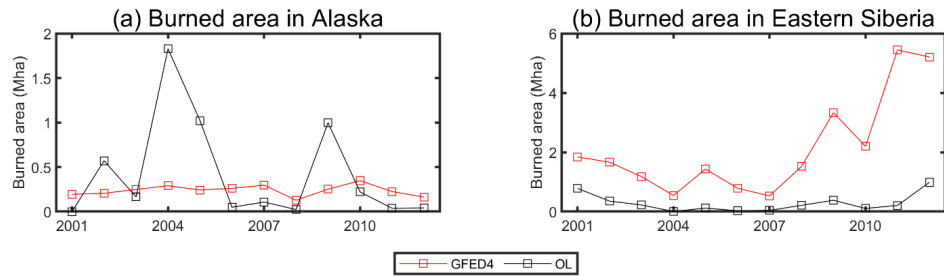 (a) Burned area in Alaska
Burned area (Mha)
2
1.5
1
0.5
0
2001
2004
2007
2010
(b) Burned area in Eastern Siberia
Burned area (Mha)
6
4
2
0
2001
2004
2007
2010
GFED4
OL